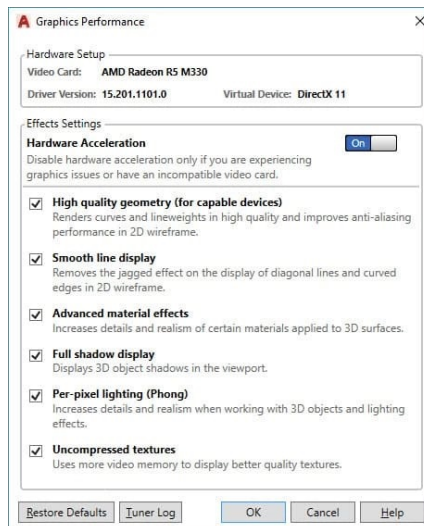 Graphics Performance
Hardware Setup
Video Card: AMD Radeon R5 M330
Driver Version: 15.201.1101.0 Virtual Device: DirectX 11
Effects Settings
Hardware Acceleration On
Disable hardware acceleration only if you are experiencing
graphics issues or have an incompatible video card.
High quality geometry (for capable devices)
Renders curves and lineweights in high quality and improves anti-aliasing
performance in 2D wireframe.
Smooth line display
Removes the jagged effect on the display of diagonal lines and curved
edges in 2D wireframe.
Advanced material effects
Increases details and realism of certain materials applied to 3D surfaces.
Full shadow display
Displays 3D object shadows in the viewport.
Per-pixel lighting (Phong)
Increases details and realism when working with 3D objects and lighting
effects.
Uncompressed textures
Uses more video memory to display better quality textures.
Restore Defaults Tuner Log OK Cancel Help